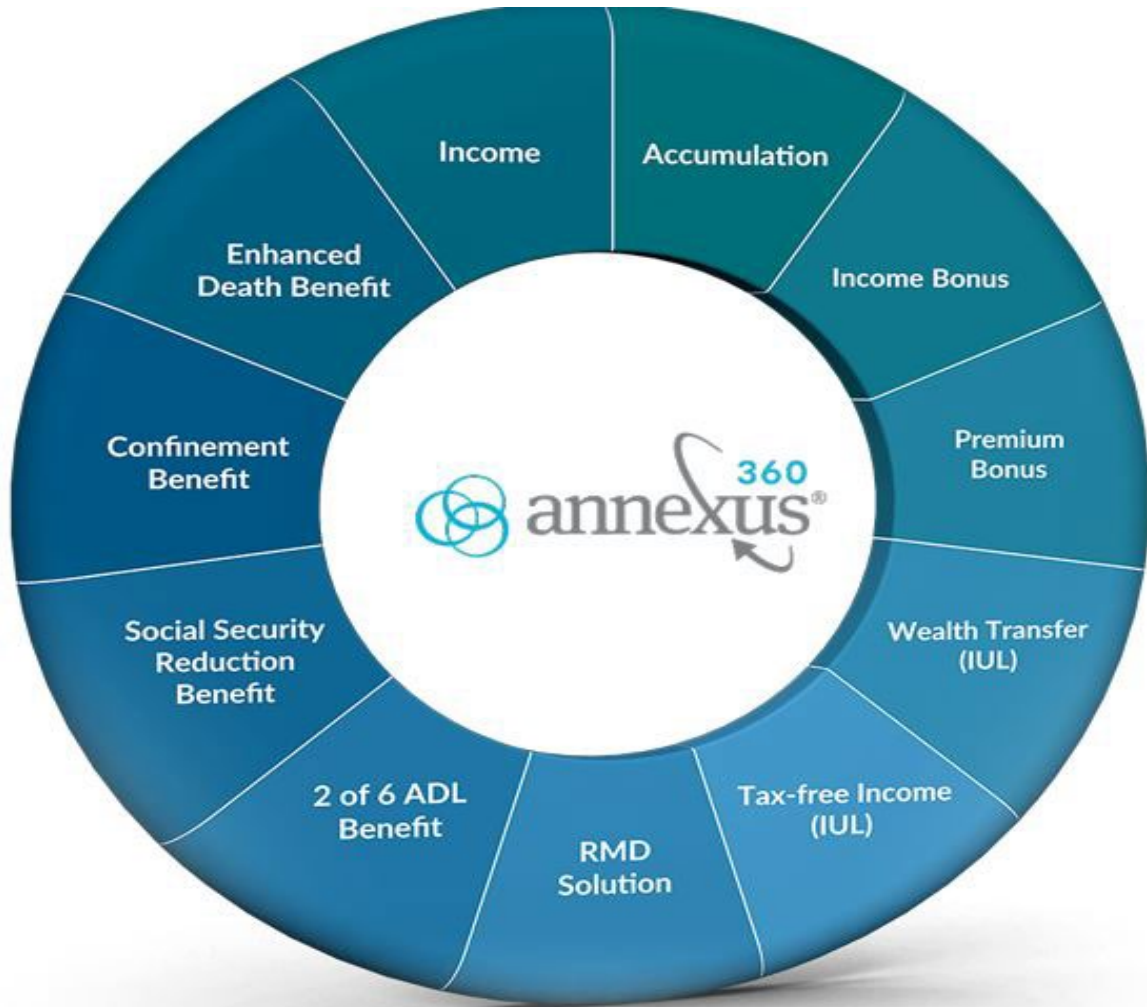 Income
Accumulation
Income Bonus
Premium
Bonus
Wealth Transfer
(IUL)
Tax-free Income
(IUL)
RMD
Solution
2 of 6 ADL
Benefit
Social Security
Reduction
Benefit
Confinement
Benefit
Enhanced
Death Benefit
360
annexus®